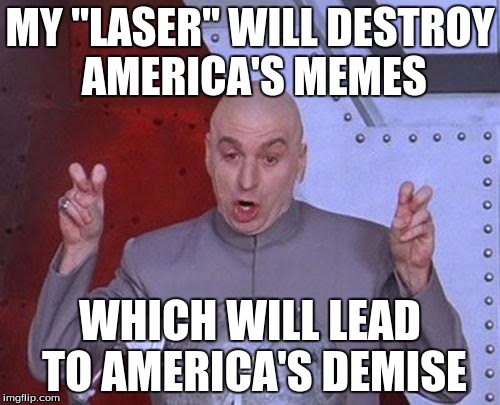 MY "LASER" WILL DESTROY
AMERICA'S MEMES
WHICH WILL LEAD
TO AMERICA'S DEMISE
imgflip.com